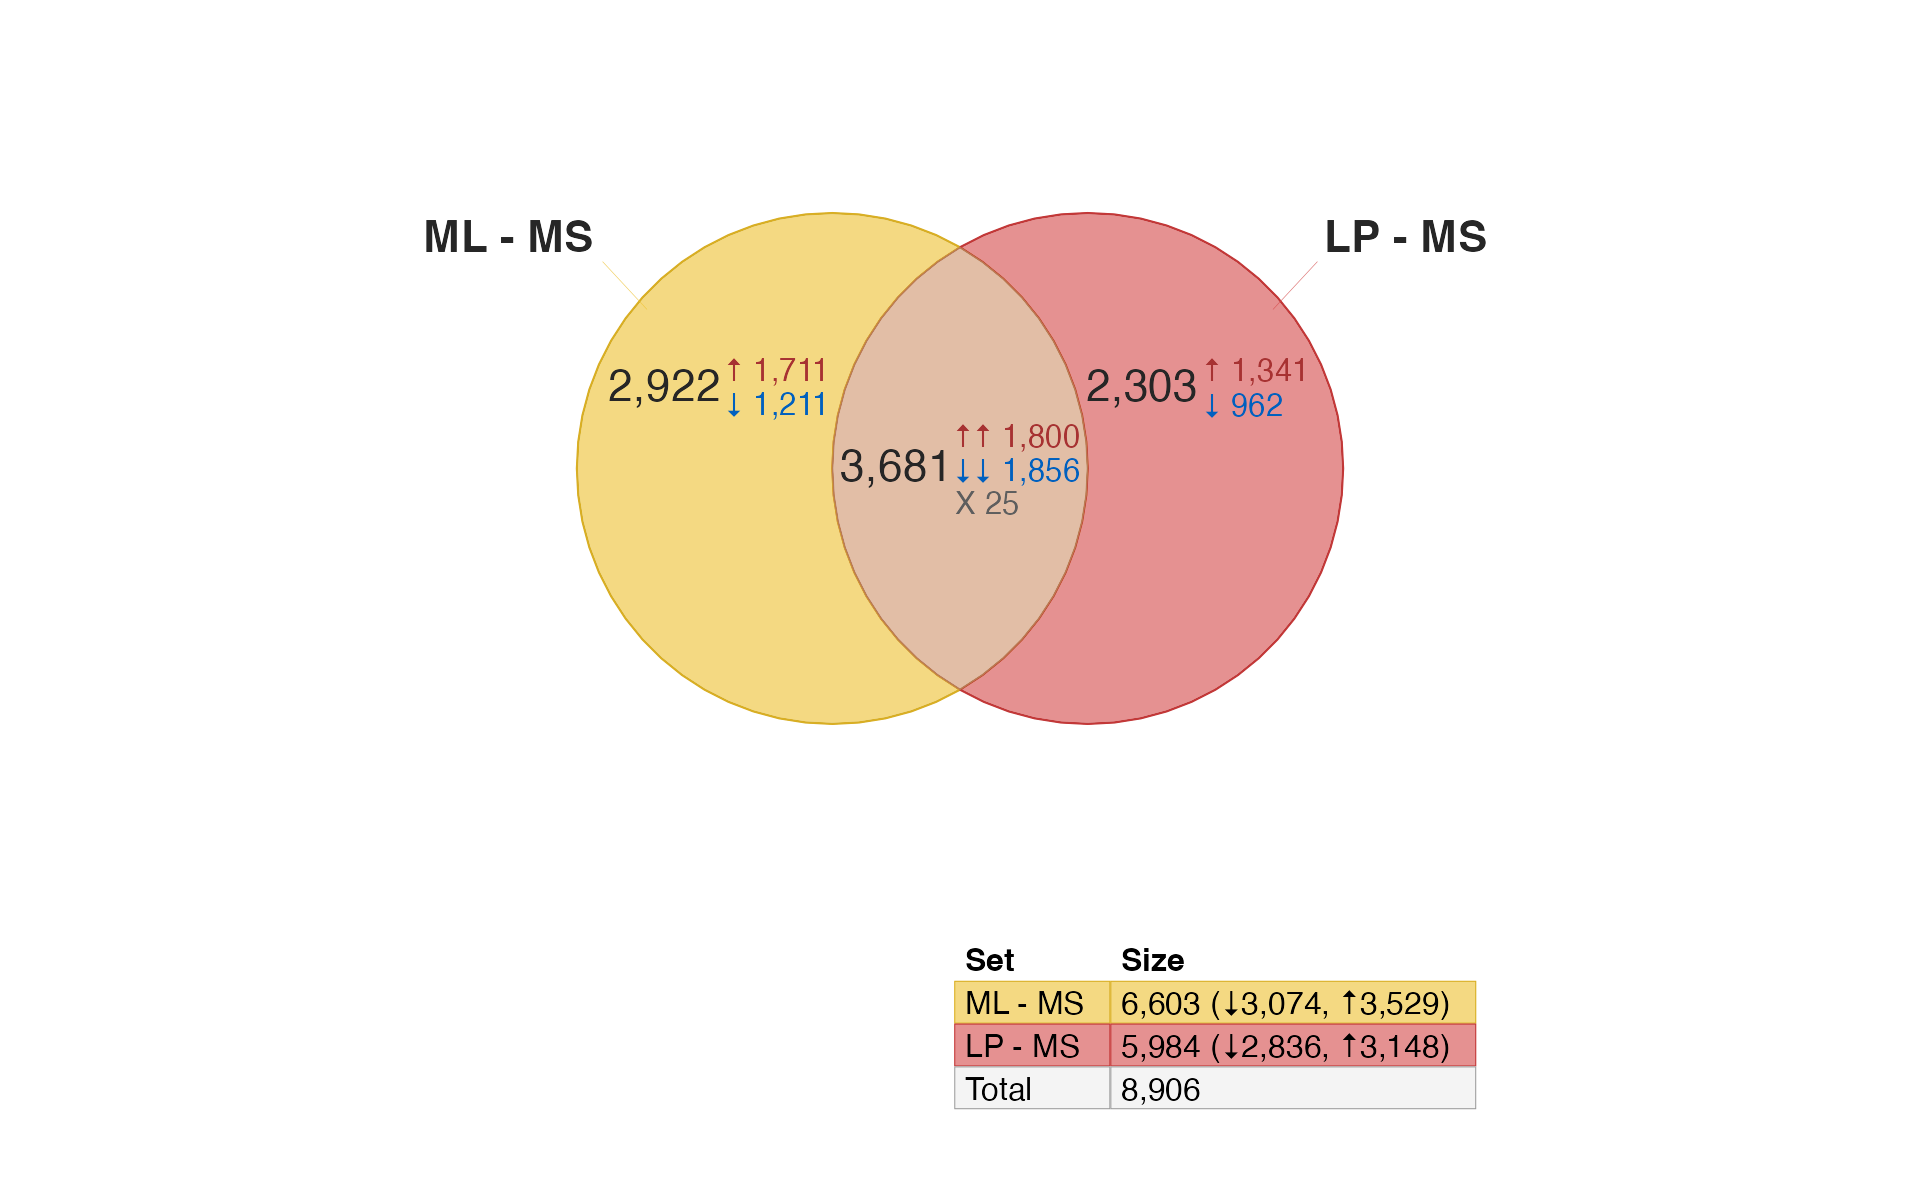 ML - MS
LP - MS
2,922 ↑ 1,711
↓ 1,211
2,303 ↑ 1,341
↓ 962
3,681 ↑↑ 1,800
↓↓ 1,856
X 25
Set Size
ML - MS 6,603 (↓3,074, ↑3,529)
LP - MS 5,984 (↓2,836, ↑3,148)
Total 8,906